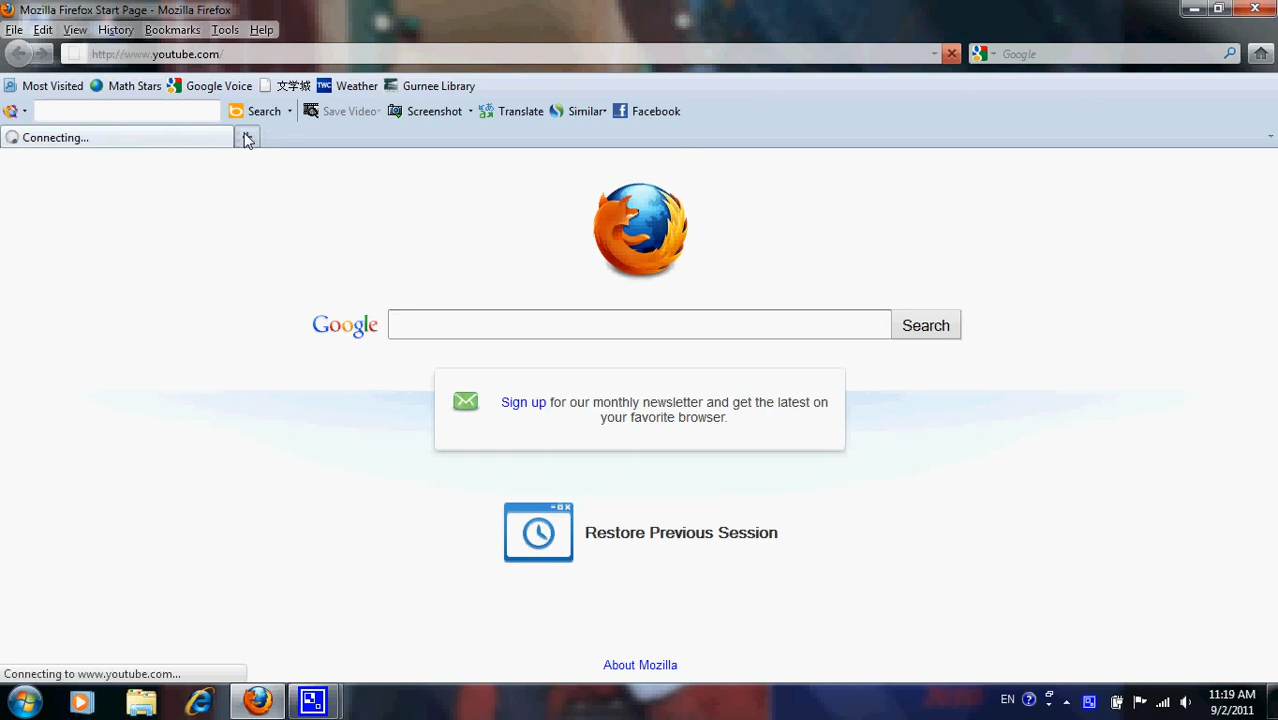 Mozilla Firefox Start Page - Mozilla Firefox
File Edit View History Bookmarks Tools Help
http://www.youtube.com/ Google
Most Visited Math Stars Google Voice 文学城 TWC Weather Gurnee Library
Search Save Video Screenshot Translate Similar Facebook
Connecting...
Google Search
Sign up for our monthly newsletter and get the latest on
your favorite browser.
Restore Previous Session
About Mozilla
Connecting to www.youtube.com...
EN 11:19 AM
9/2/2011